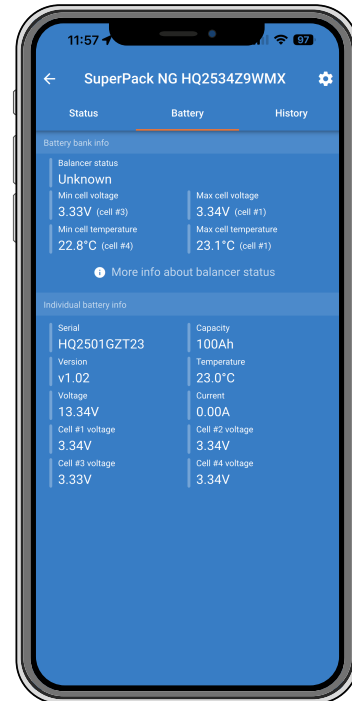 11:57
97
SuperPack NG HQ2534Z9WMX
Status Battery History
Battery bank info
Balancer status
Unknown
Min cell voltage Max cell voltage
3.33V (cell #3) 3.34V (cell #1)
Min cell temperature Max cell temperature
22.8°C (cell #4) 23.1°C (cell #1)
More info about balancer status
Individual battery info
Serial Capacity
HQ2501GZT23 100Ah
Version Temperature
v1.02 23.0°C
Voltage Current
13.34V 0.00A
Cell #1 voltage Cell #2 voltage
3.34V 3.34V
Cell #3 voltage Cell #4 voltage
3.33V 3.34V